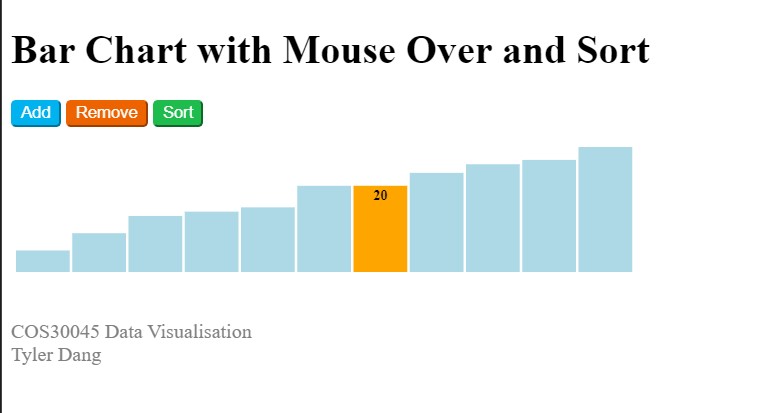 Bar Chart with Mouse Over and Sort
Add Remove Sort
20
COS30045 Data Visualisation
Tyler Dang